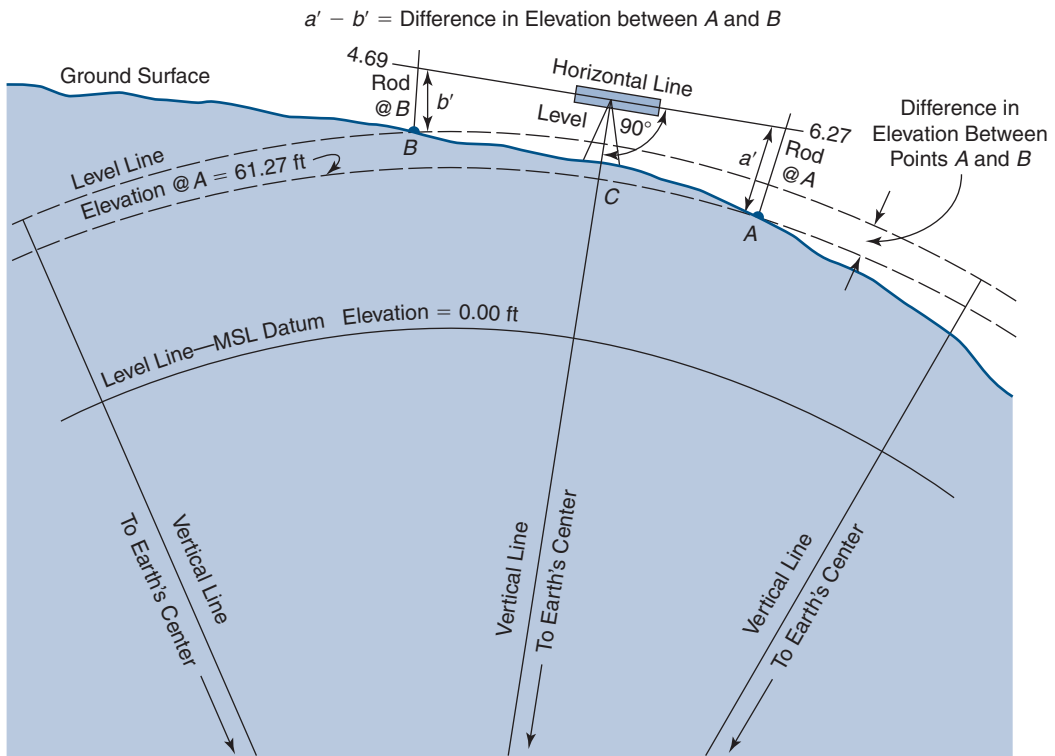 a′ − b′ = Difference in Elevation between A and B
Ground Surface
4.69
Rod
@B
b′
Horizontal Line
Level
90°
6.27
a′
Rod
@A
Difference in
Elevation Between
Points A and B
B
Level Line
Elevation @A = 61.27 ft
C
A
Level Line—MSL Datum Elevation = 0.00 ft
Vertical Line
To Earth's Center
Vertical Line
To Earth's Center
Vertical Line
To Earth's Center